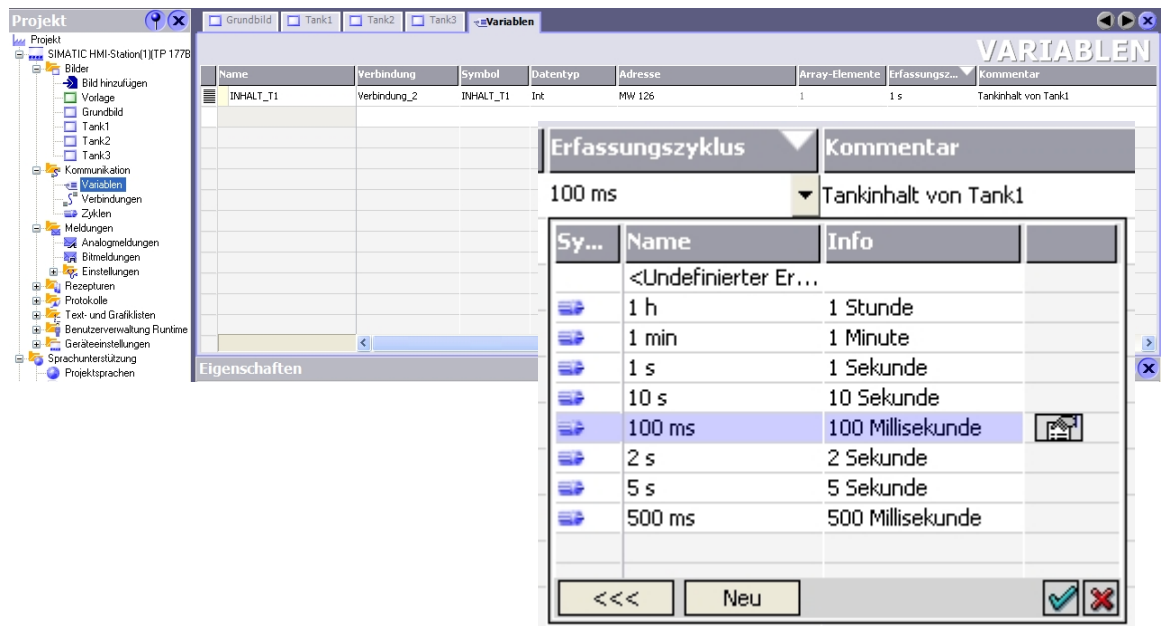 Projekt
Grundbild Tank1 Tank2 Tank3 Variablen
Projekt
SIMATIC HMI-Station(1)(TP 177B
Bilder
Bild hinzufügen
Vorlage
Grundbild
Tank1
Tank2
Tank3
Kommunikation
Variablen
Verbindungen
Zyklen
Meldungen
Analogmeldungen
Bitmeldungen
Einstellungen
Rezepturen
Protokolle
Text- und Grafiklisten
Benutzerverwaltung Runtime
Geräteeinstellungen
Sprachunterstützung
Projektsprachen
VARIABLEN
Name Verbindung Symbol Datentyp Adresse Array-Elemente Erfassungsz... Kommentar
INHALT_T1 Verbindung_2 INHALT_T1 Int MW 126 1 1 s Tankinhalt von Tank1
Eigenschaften
Erfassungszyklus Kommentar
100 ms Tankinhalt von Tank1
Sy... Name Info
<Undefinierter Er...
1 h 1 Stunde
1 min 1 Minute
1 s 1 Sekunde
10 s 10 Sekunde
100 ms 100 Millisekunde
2 s 2 Sekunde
5 s 5 Sekunde
500 ms 500 Millisekunde
<<< Neu